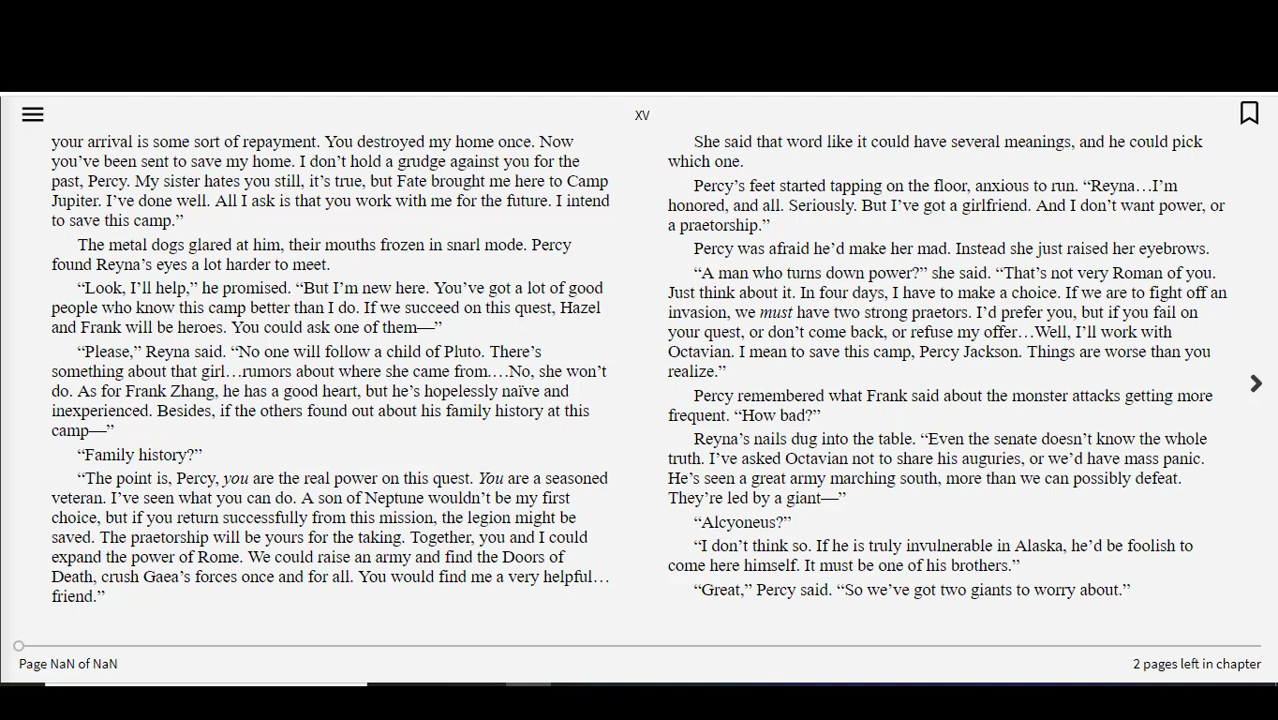 XV
your arrival is some sort of repayment. You destroyed my home once. Now
you’ve been sent to save my home. I don’t hold a grudge against you for the
past, Percy. My sister hates you still, it’s true, but Fate brought me here to Camp
Jupiter. I’ve done well. All I ask is that you work with me for the future. I intend
to save this camp.”
The metal dogs glared at him, their mouths frozen in snarl mode. Percy
found Reyna’s eyes a lot harder to meet.
“Look, I’ll help,” he promised. “But I’m new here. You’ve got a lot of good
people who know this camp better than I do. If we succeed on this quest, Hazel
and Frank will be heroes. You could ask one of them—”
“Please,” Reyna said. “No one will follow a child of Pluto. There’s
something about that girl…rumors about where she came from.…No, she won’t
do. As for Frank Zhang, he has a good heart, but he’s hopelessly naïve and
inexperienced. Besides, if the others found out about his family history at this
camp—”
“Family history?”
“The point is, Percy, you are the real power on this quest. You are a seasoned
veteran. I’ve seen what you can do. A son of Neptune wouldn’t be my first
choice, but if you return successfully from this mission, the legion might be
saved. The praetorship will be yours for the taking. Together, you and I could
expand the power of Rome. We could raise an army and find the Doors of
Death, crush Gaea’s forces once and for all. You would find me a very helpful…
friend.”
She said that word like it could have several meanings, and he could pick
which one.
Percy’s feet started tapping on the floor, anxious to run. “Reyna…I’m
honored, and all. Seriously. But I’ve got a girlfriend. And I don’t want power, or
a praetorship.”
Percy was afraid he’d make her mad. Instead she just raised her eyebrows.
“A man who turns down power?” she said. “That’s not very Roman of you.
Just think about it. In four days, I have to make a choice. If we are to fight off an
invasion, we must have two strong praetors. I’d prefer you, but if you fail on
your quest, or don’t come back, or refuse my offer…Well, I’ll work with
Octavian. I mean to save this camp, Percy Jackson. Things are worse than you
realize.”
Percy remembered what Frank said about the monster attacks getting more
frequent. “How bad?”
Reyna’s nails dug into the table. “Even the senate doesn’t know the whole
truth. I’ve asked Octavian not to share his auguries, or we’d have mass panic.
He’s seen a great army marching south, more than we can possibly defeat.
They’re led by a giant—”
“Alcyoneus?”
“I don’t think so. If he is truly invulnerable in Alaska, he’d be foolish to
come here himself. It must be one of his brothers.”
“Great,” Percy said. “So we’ve got two giants to worry about.”
Page NaN of NaN
2 pages left in chapter